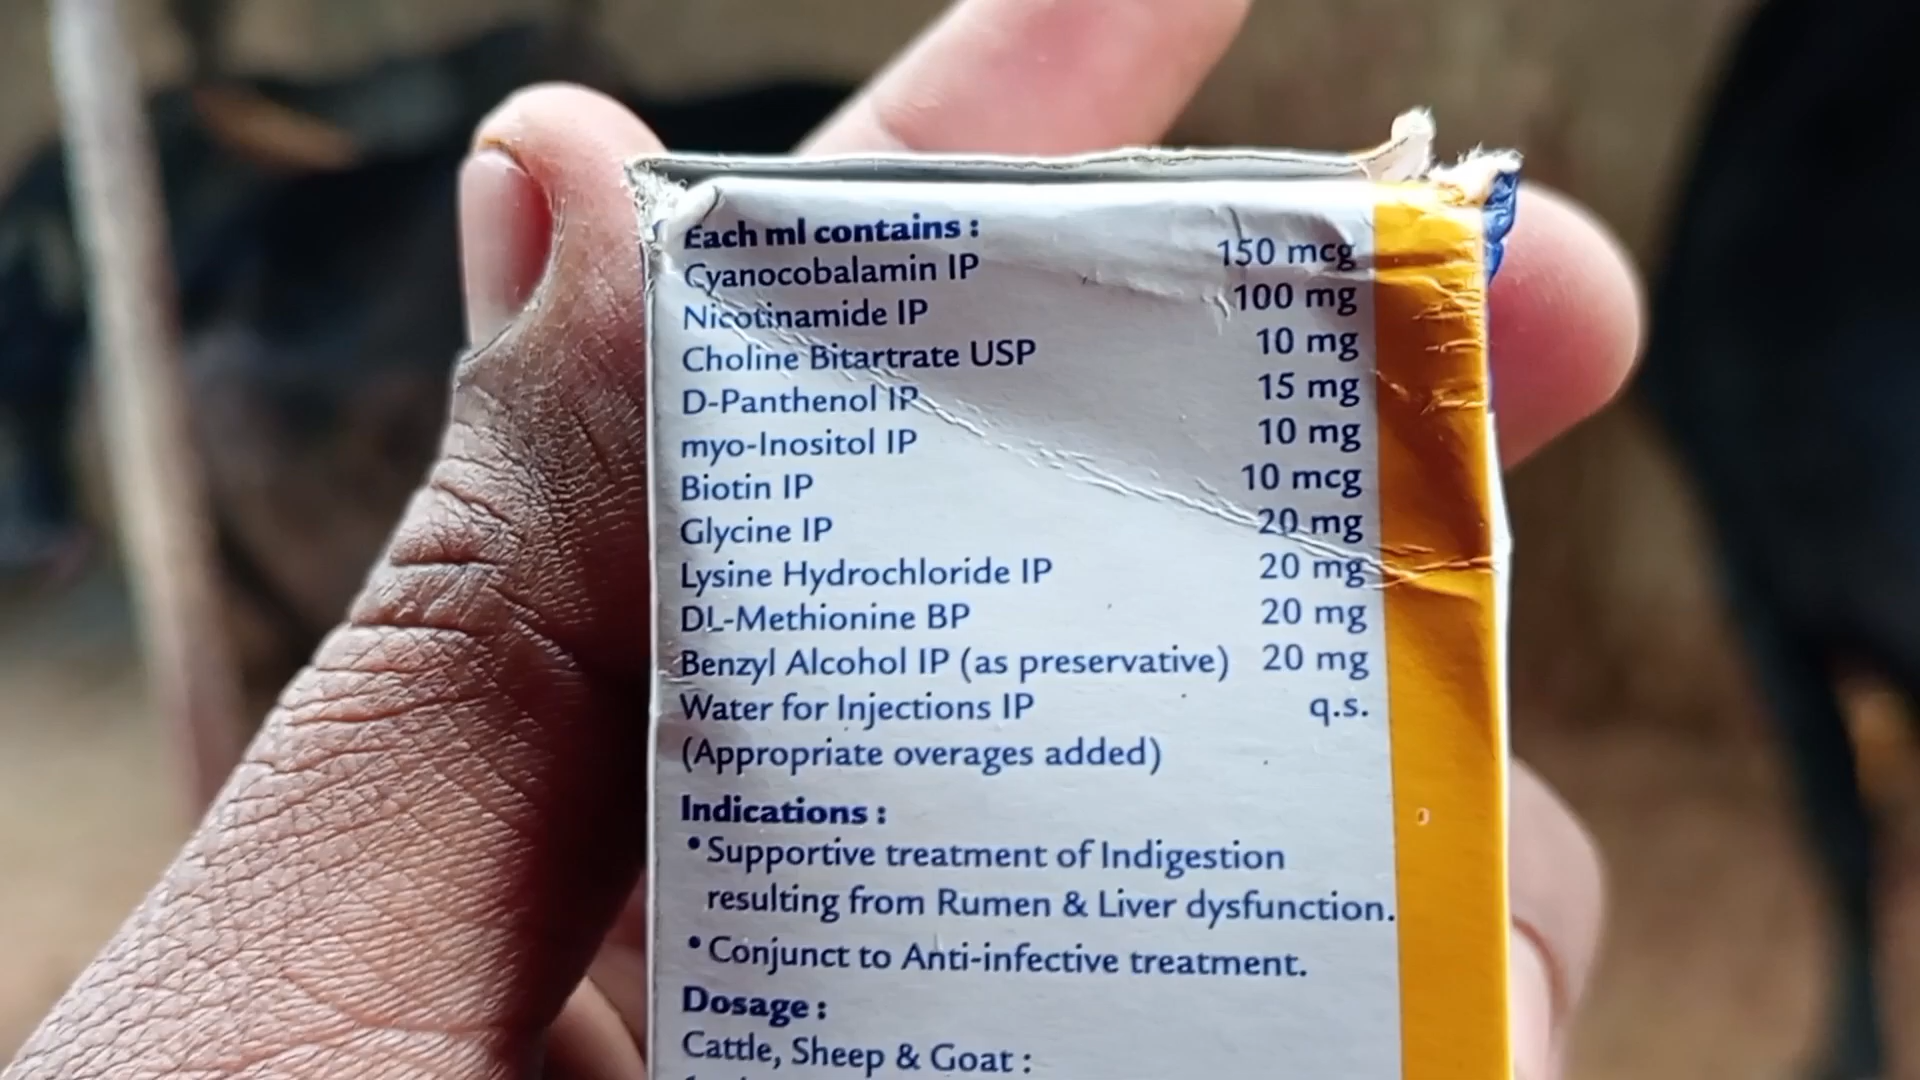 Each ml contains :
Cyanocobalamin IP 150 mcg
Nicotinamide IP 100 mg
Choline Bitartrate USP 10 mg
D-Panthenol IP 15 mg
myo-Inositol IP 10 mg
Biotin IP 10 mcg
Glycine IP 20 mg
Lysine Hydrochloride IP 20 mg
DL-Methionine BP 20 mg
Benzyl Alcohol IP (as preservative) 20 mg
Water for Injections IP q.s.
(Appropriate overages added)
Indications :
• Supportive treatment of Indigestion
resulting from Rumen & Liver dysfunction.
• Conjunct to Anti-infective treatment.
Dosage :
Cattle, Sheep & Goat :